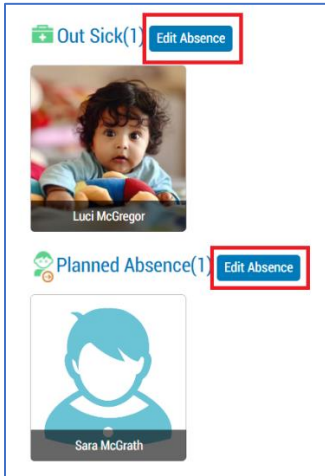 Out Sick(1) Edit Absence
Luci McGregor
Planned Absence(1) Edit Absence
Sara McGrath